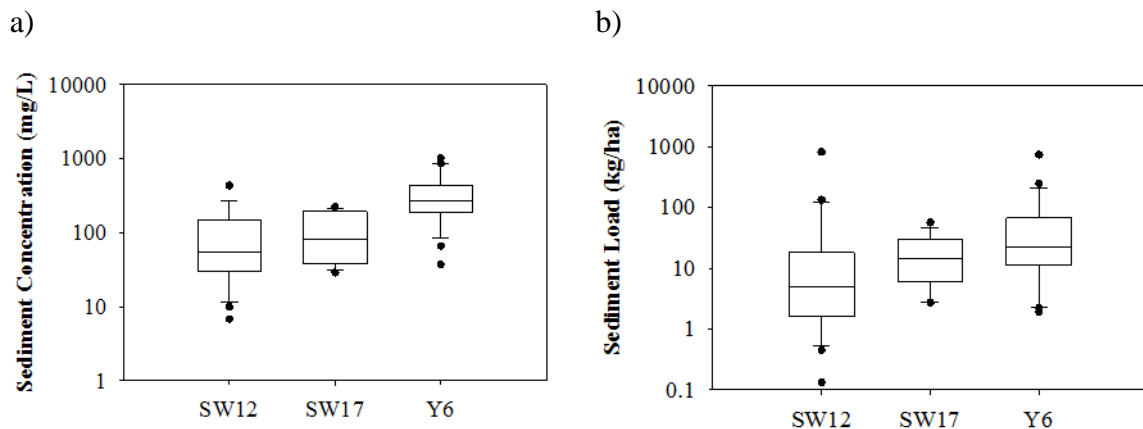 a)
Sediment Concentration (mg/L)
10000
1000
100
10
1
SW12 SW17 Y6
b)
Sediment Load (kg/ha)
10000
1000
100
10
1
0.1
SW12 SW17 Y6